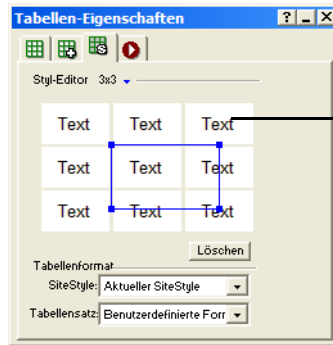 Tabellen-Eigenschaften
Styl-Editor 3x3
Text Text Text
Text Text Text
Text Text Text
Löschen
Tabellenformat
SiteStyle: Aktueller SiteStyle
Tabellensatz: Benutzerdefinierte Forr